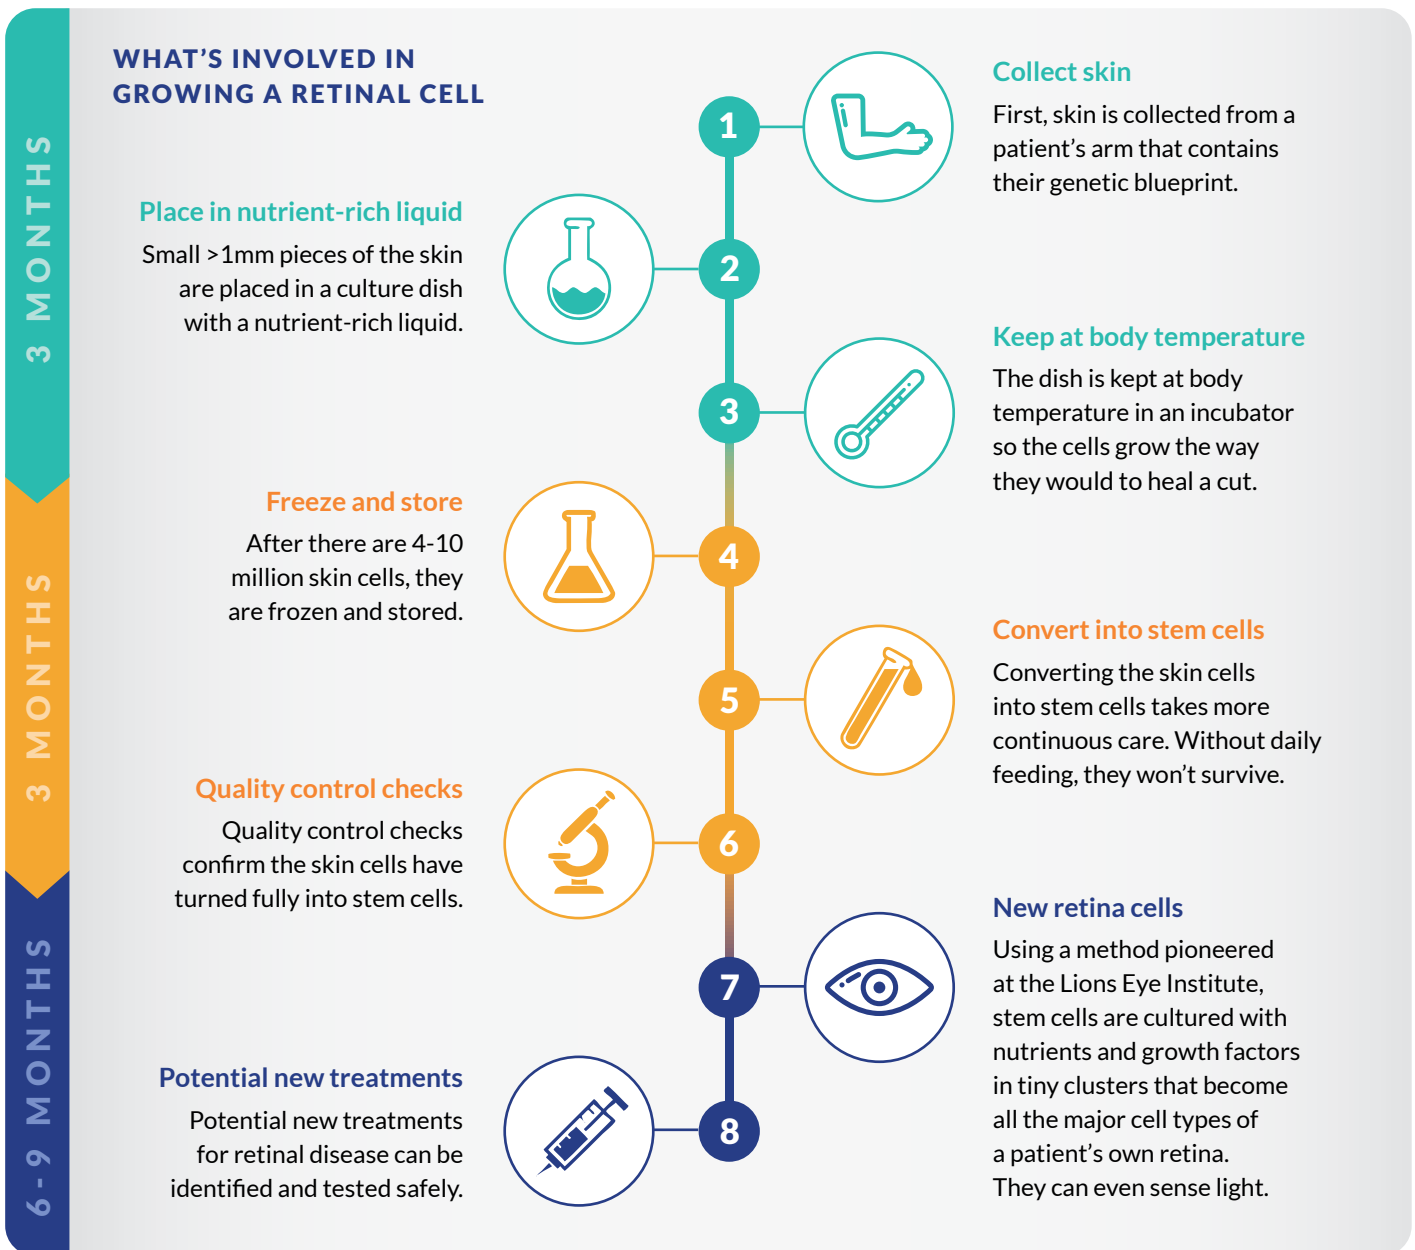 WHAT’S INVOLVED IN
GROWING A RETINAL CELL
3 MONTHS
1
Collect skin
First, skin is collected from a
patient’s arm that contains
their genetic blueprint.
2
Place in nutrient-rich liquid
Small >1mm pieces of the skin
are placed in a culture dish
with a nutrient-rich liquid.
3
Keep at body temperature
The dish is kept at body
temperature in an incubator
so the cells grow the way
they would to heal a cut.
3 MONTHS
4
Freeze and store
After there are 4-10
million skin cells, they
are frozen and stored.
5
Convert into stem cells
Converting the skin cells
into stem cells takes more
continuous care. Without daily
feeding, they won’t survive.
6
Quality control checks
Quality control checks
confirm the skin cells have
turned fully into stem cells.
6-9 MONTHS
7
New retina cells
Using a method pioneered
at the Lions Eye Institute,
stem cells are cultured with
nutrients and growth factors
in tiny clusters that become
all the major cell types of
a patient’s own retina.
They can even sense light.
8
Potential new treatments
Potential new treatments
for retinal disease can be
identified and tested safely.